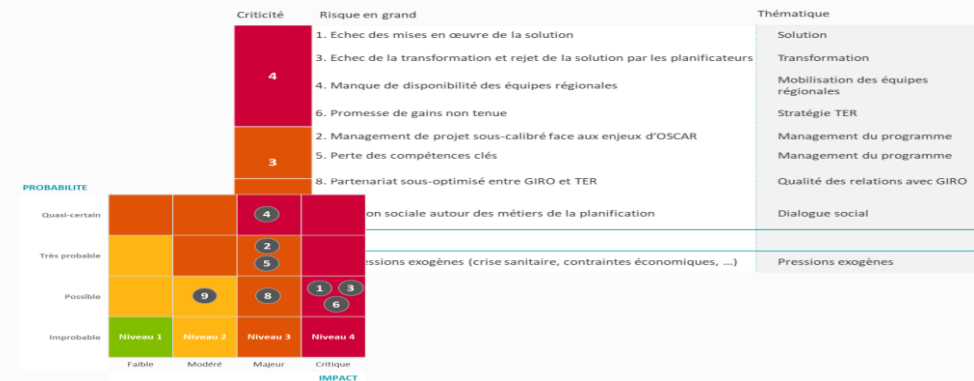 Criticité Risque en grand Thématique
1. Echec des mises en œuvre de la solution Solution
3. Echec de la transformation et rejet de la solution par les planificateurs Transformation
4
4. Manque de disponibilité des équipes régionales Mobilisation des équipes
régionales
6. Promesse de gains non tenue Stratégie TER
2. Management de projet sous-calibré face aux enjeux d'OSCAR Management du programme
3
5. Perte des compétences clés Management du programme
8. Partenariat sous-optimisé entre GIRO et TER Qualité des relations avec GIRO
on sociale autour des métiers de la planification Dialogue social
essions exogènes (crise sanitaire, contraintes économiques, ...) Pressions exogènes
PROBABILITE
Quasi-certain 4
Très probable 2
5
Possible 9 8 1 3
6
Improbable Niveau 1 Niveau 2 Niveau 3 Niveau 4
Faible Modéré Majeur Critique
IMPACT